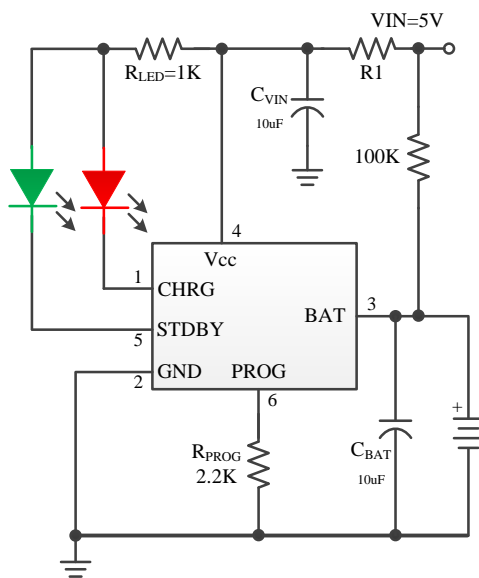 VIN=5V
RLED=1K
R1
CVIN
10uF
100K
4
Vcc
1
CHRG
3
BAT
STDBY
5
GND
PROG
2
6
+
RPROG
2.2K
CBAT
10uF